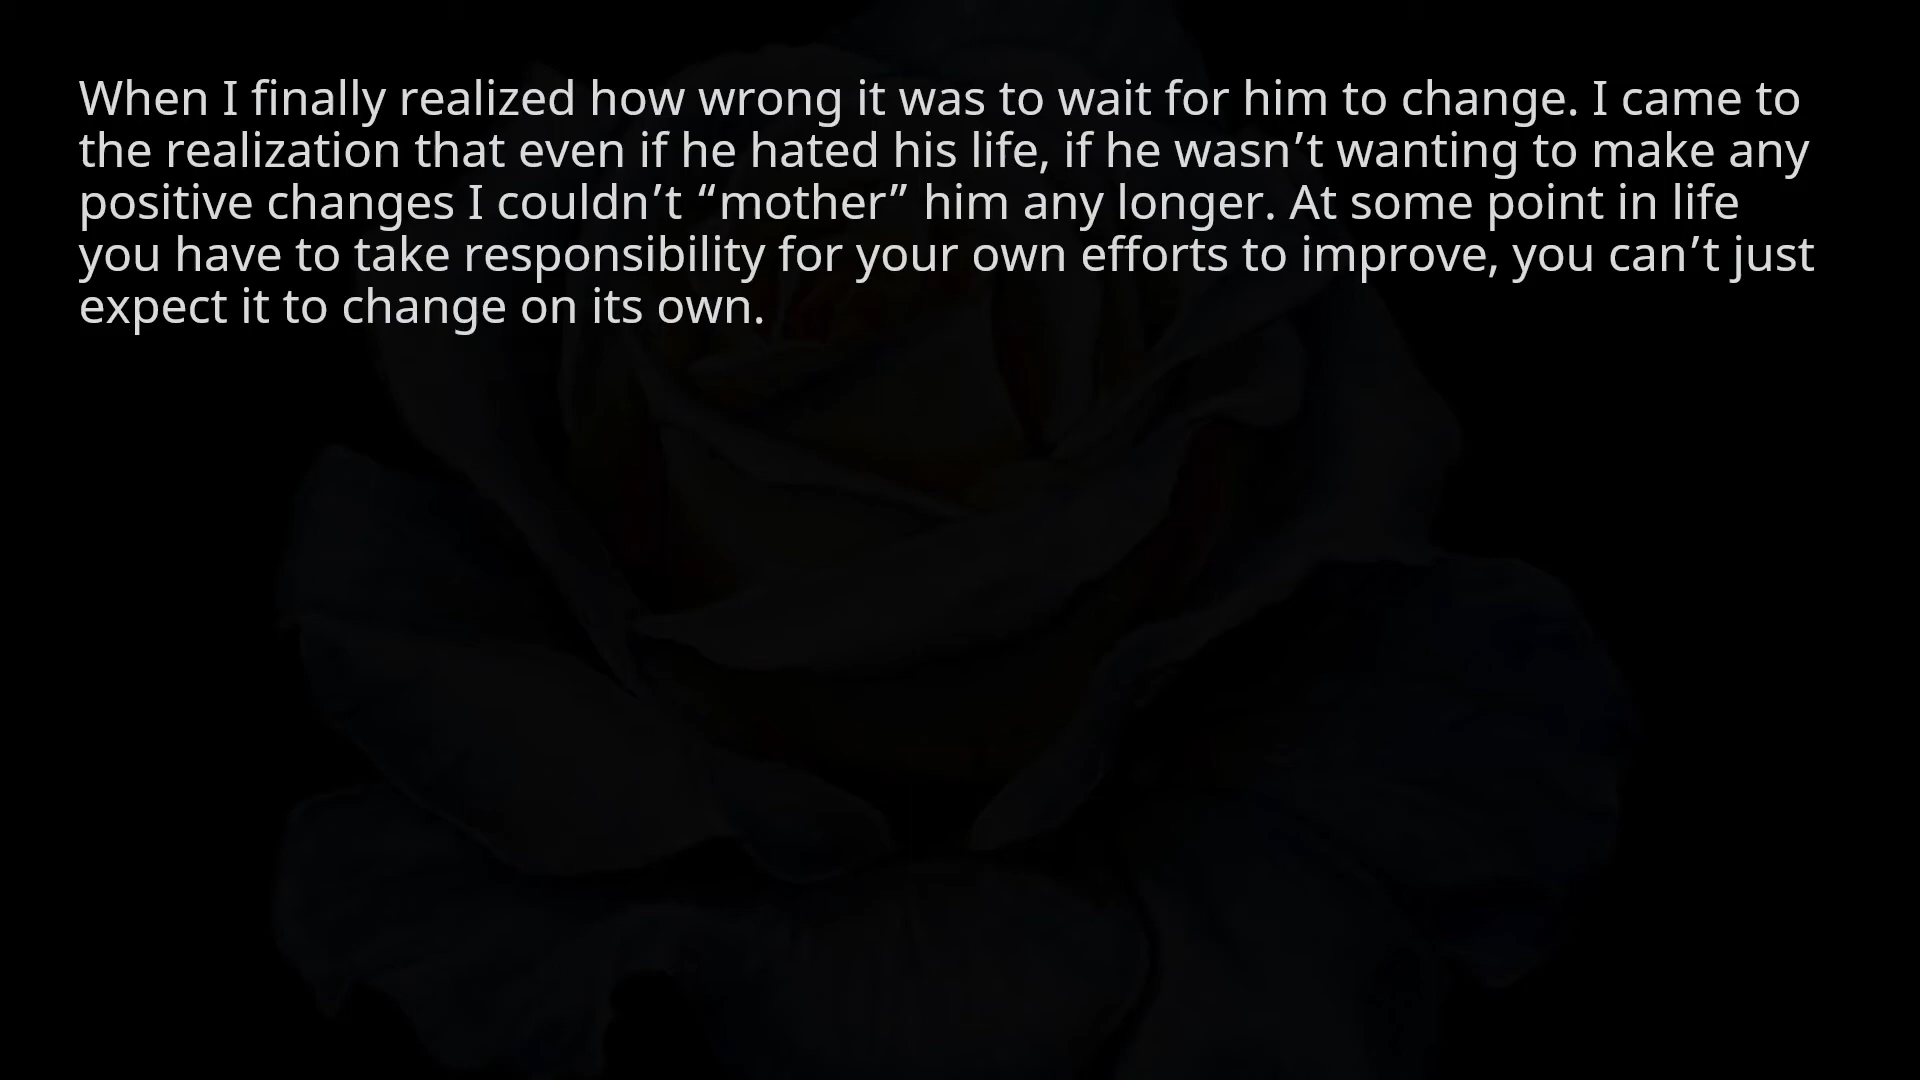 When I finally realized how wrong it was to wait for him to change. I came to
the realization that even if he hated his life, if he wasn’t wanting to make any
positive changes I couldn’t “mother” him any longer. At some point in life
you have to take responsibility for your own efforts to improve, you can’t just
expect it to change on its own.